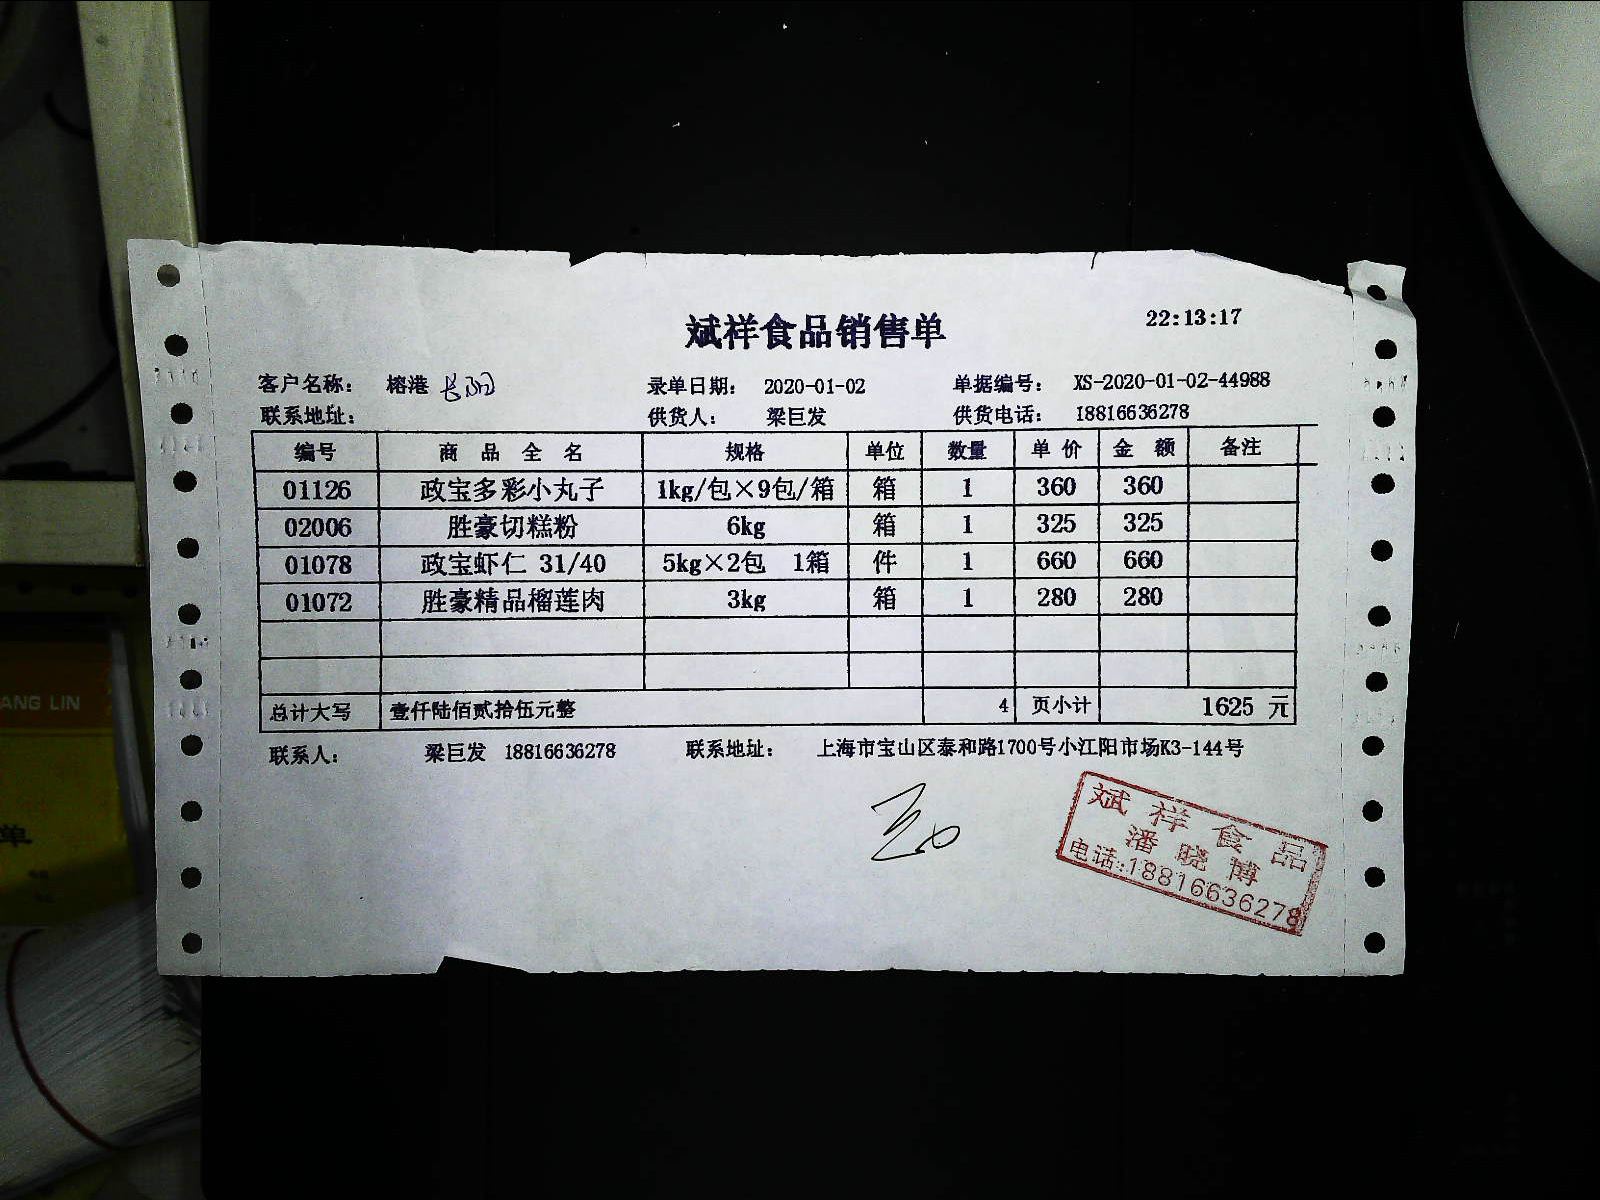 22:13:17
斌祥食品销售单
客户名称： 榕港 长阳 录单日期： 2020-01-02 单据编号： XS-2020-01-02-44988
联系地址： 供货人： 梁巨发 供货电话： 18816636278
编号 商 品 全 名 规格 单位 数量 单 价 金 额 备注
01126 政宝多彩小丸子 1kg/包×9包/箱 箱 1 360 360
02006 胜豪切糕粉 6kg 箱 1 325 325
01078 政宝虾仁 31/40 5kg×2包 1箱 件 1 660 660
01072 胜豪精品榴莲肉 3kg 箱 1 280 280
总计大写 壹仟陆佰贰拾伍元整 4 页小计 1625 元
联系人： 梁巨发 18816636278 联系地址： 上海市宝山区泰和路1700号小江阳市场K3-144号
斌祥食品
潘晓博
电话:18816636278
ANG LIN
单